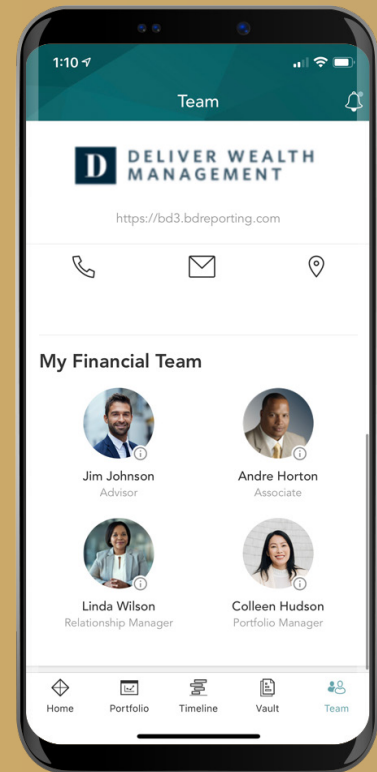 1:10
Team
D
DELIVER WEALTH
MANAGEMENT
https://bd3.bdreporting.com
My Financial Team
Jim Johnson
Andre Horton
Advisor
Associate
Linda Wilson
Colleen Hudson
Relationship Manager
Portfolio Manager
Home
Portfolio
Timeline
Vault
Team